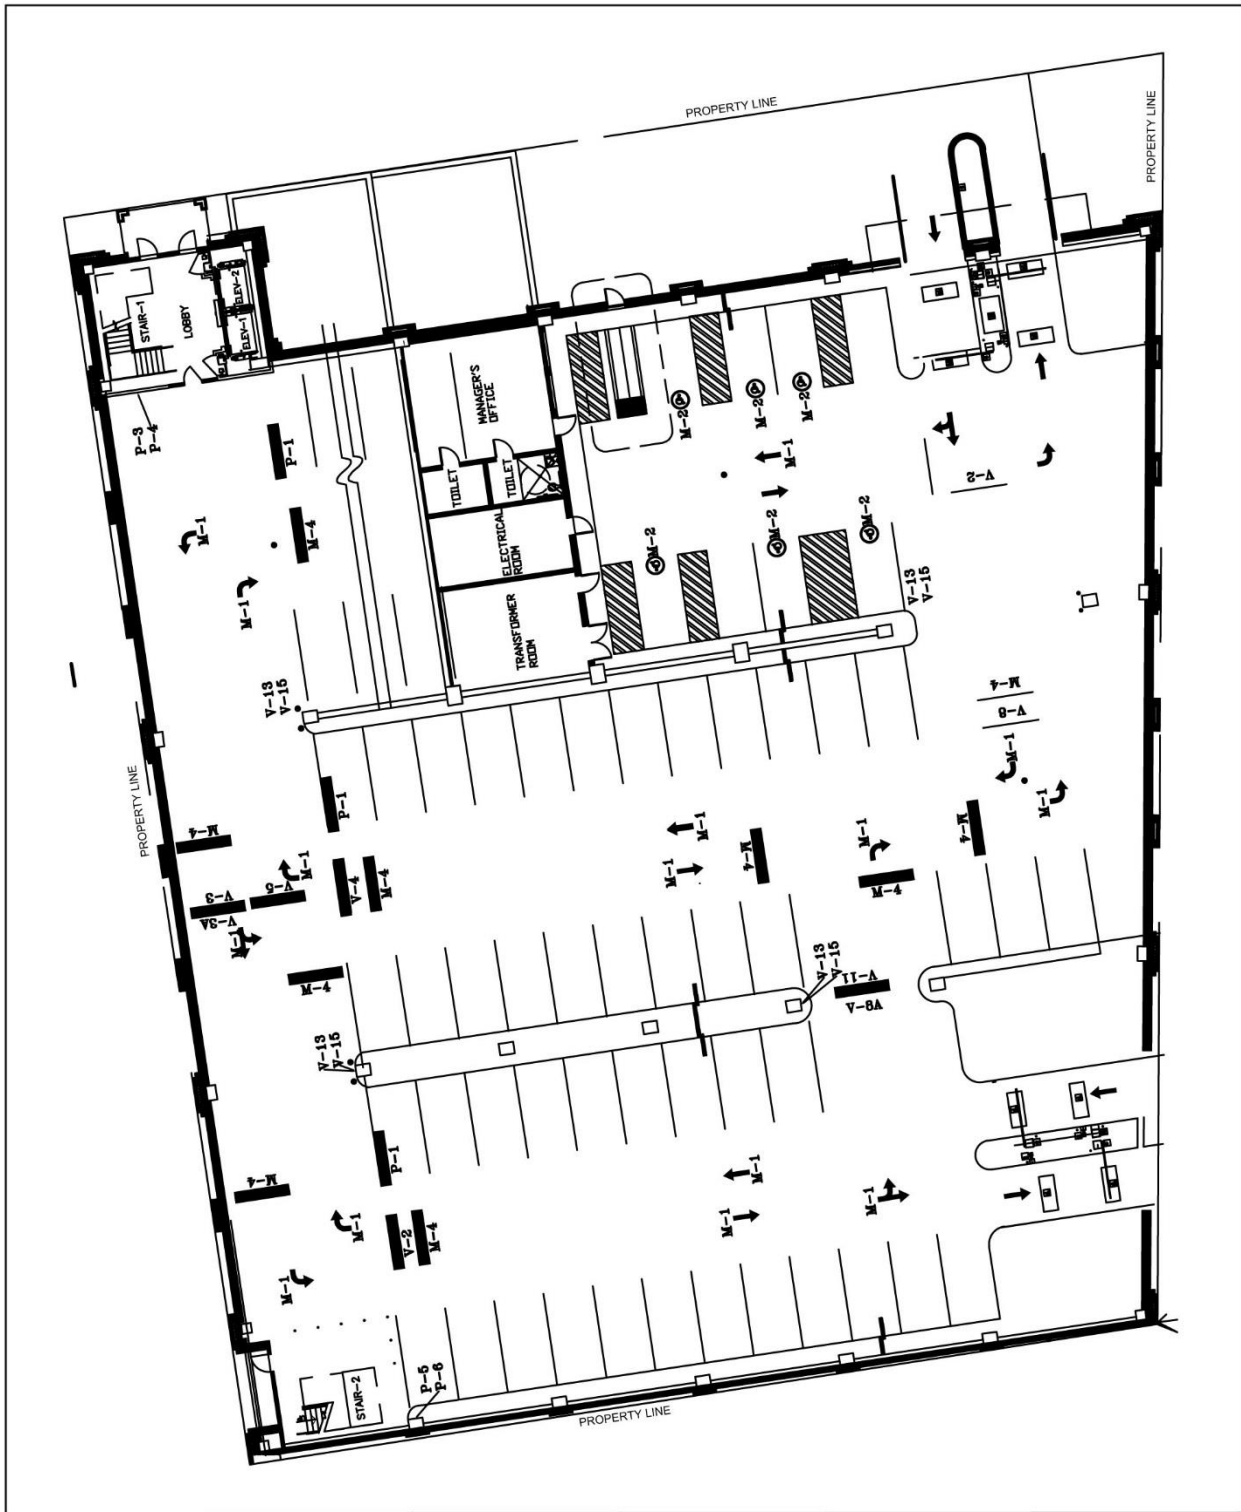 PROPERTY LINE
PROPERTY LINE
STAIR-1
LOBBY
ELEV-2
ELEV-1
MANAGER'S
OFFICE
P-3
P-4
P-1
M-2
M-2
M-2
M-1
TOILET
TOILET
V-2
M-4
M-1
ELECTRICAL
ROOM
M-2
M-2
M-2
M-1
V-13
V-15
TRANSFORMER
ROOM
V-13
V-15
M-4
V-8
M-1
PROPERTY LINE
P-1
M-1
M-1
M-4
M-1
M-4
M-4
M-1
M-1
V-5
V-4
M-4
M-4
V-3
V-3A
M-1
V-13
V-15
V-11
V9-A
M-4
V-13
V-15
P-1
M-1
M-4
M-1
M-1
M-1
V-2
M-4
M-1
P-5
P-6
STAIR-2
PROPERTY LINE